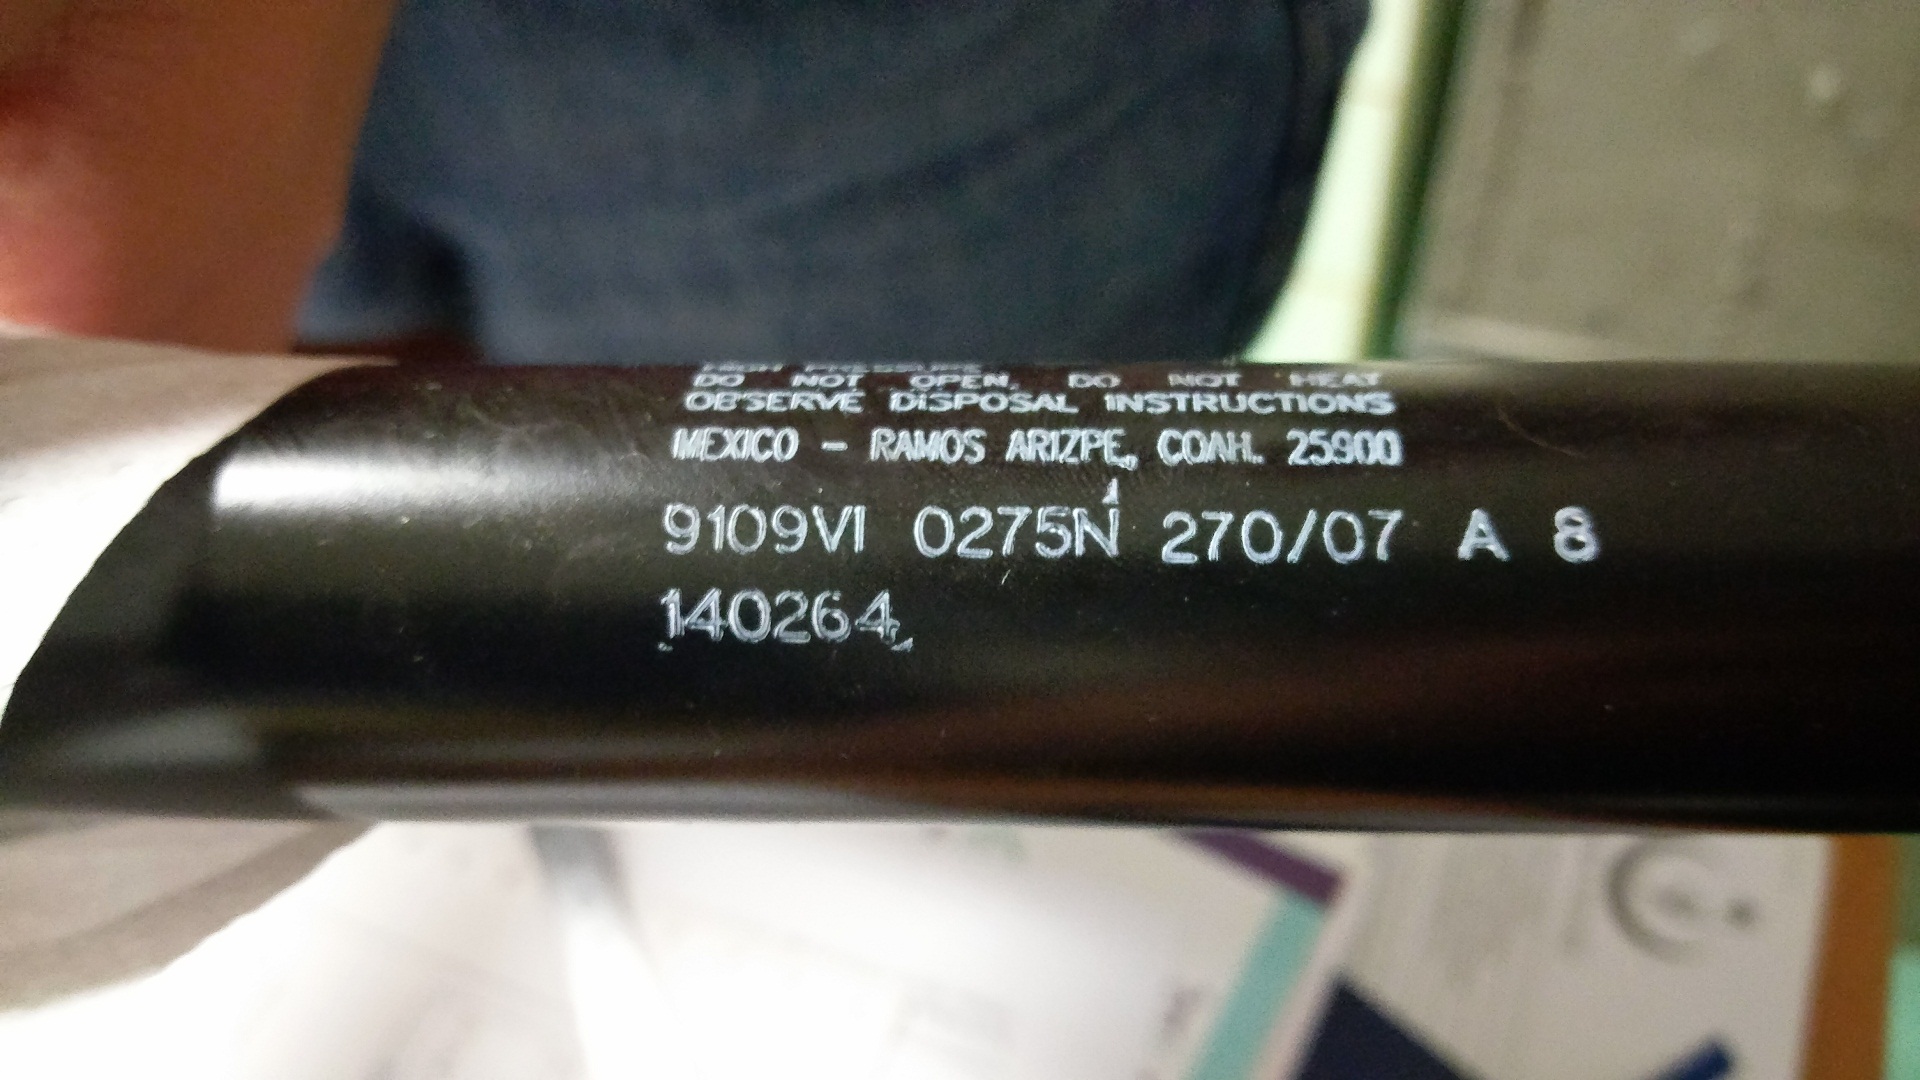 DO NOT OPEN, DO NOT HEAT
OBSERVE DISPOSAL INSTRUCTIONS
MEXICO - RAMOS ARIZPE, COAH. 25900
9109VI 0275N 270/07 A 8
140264